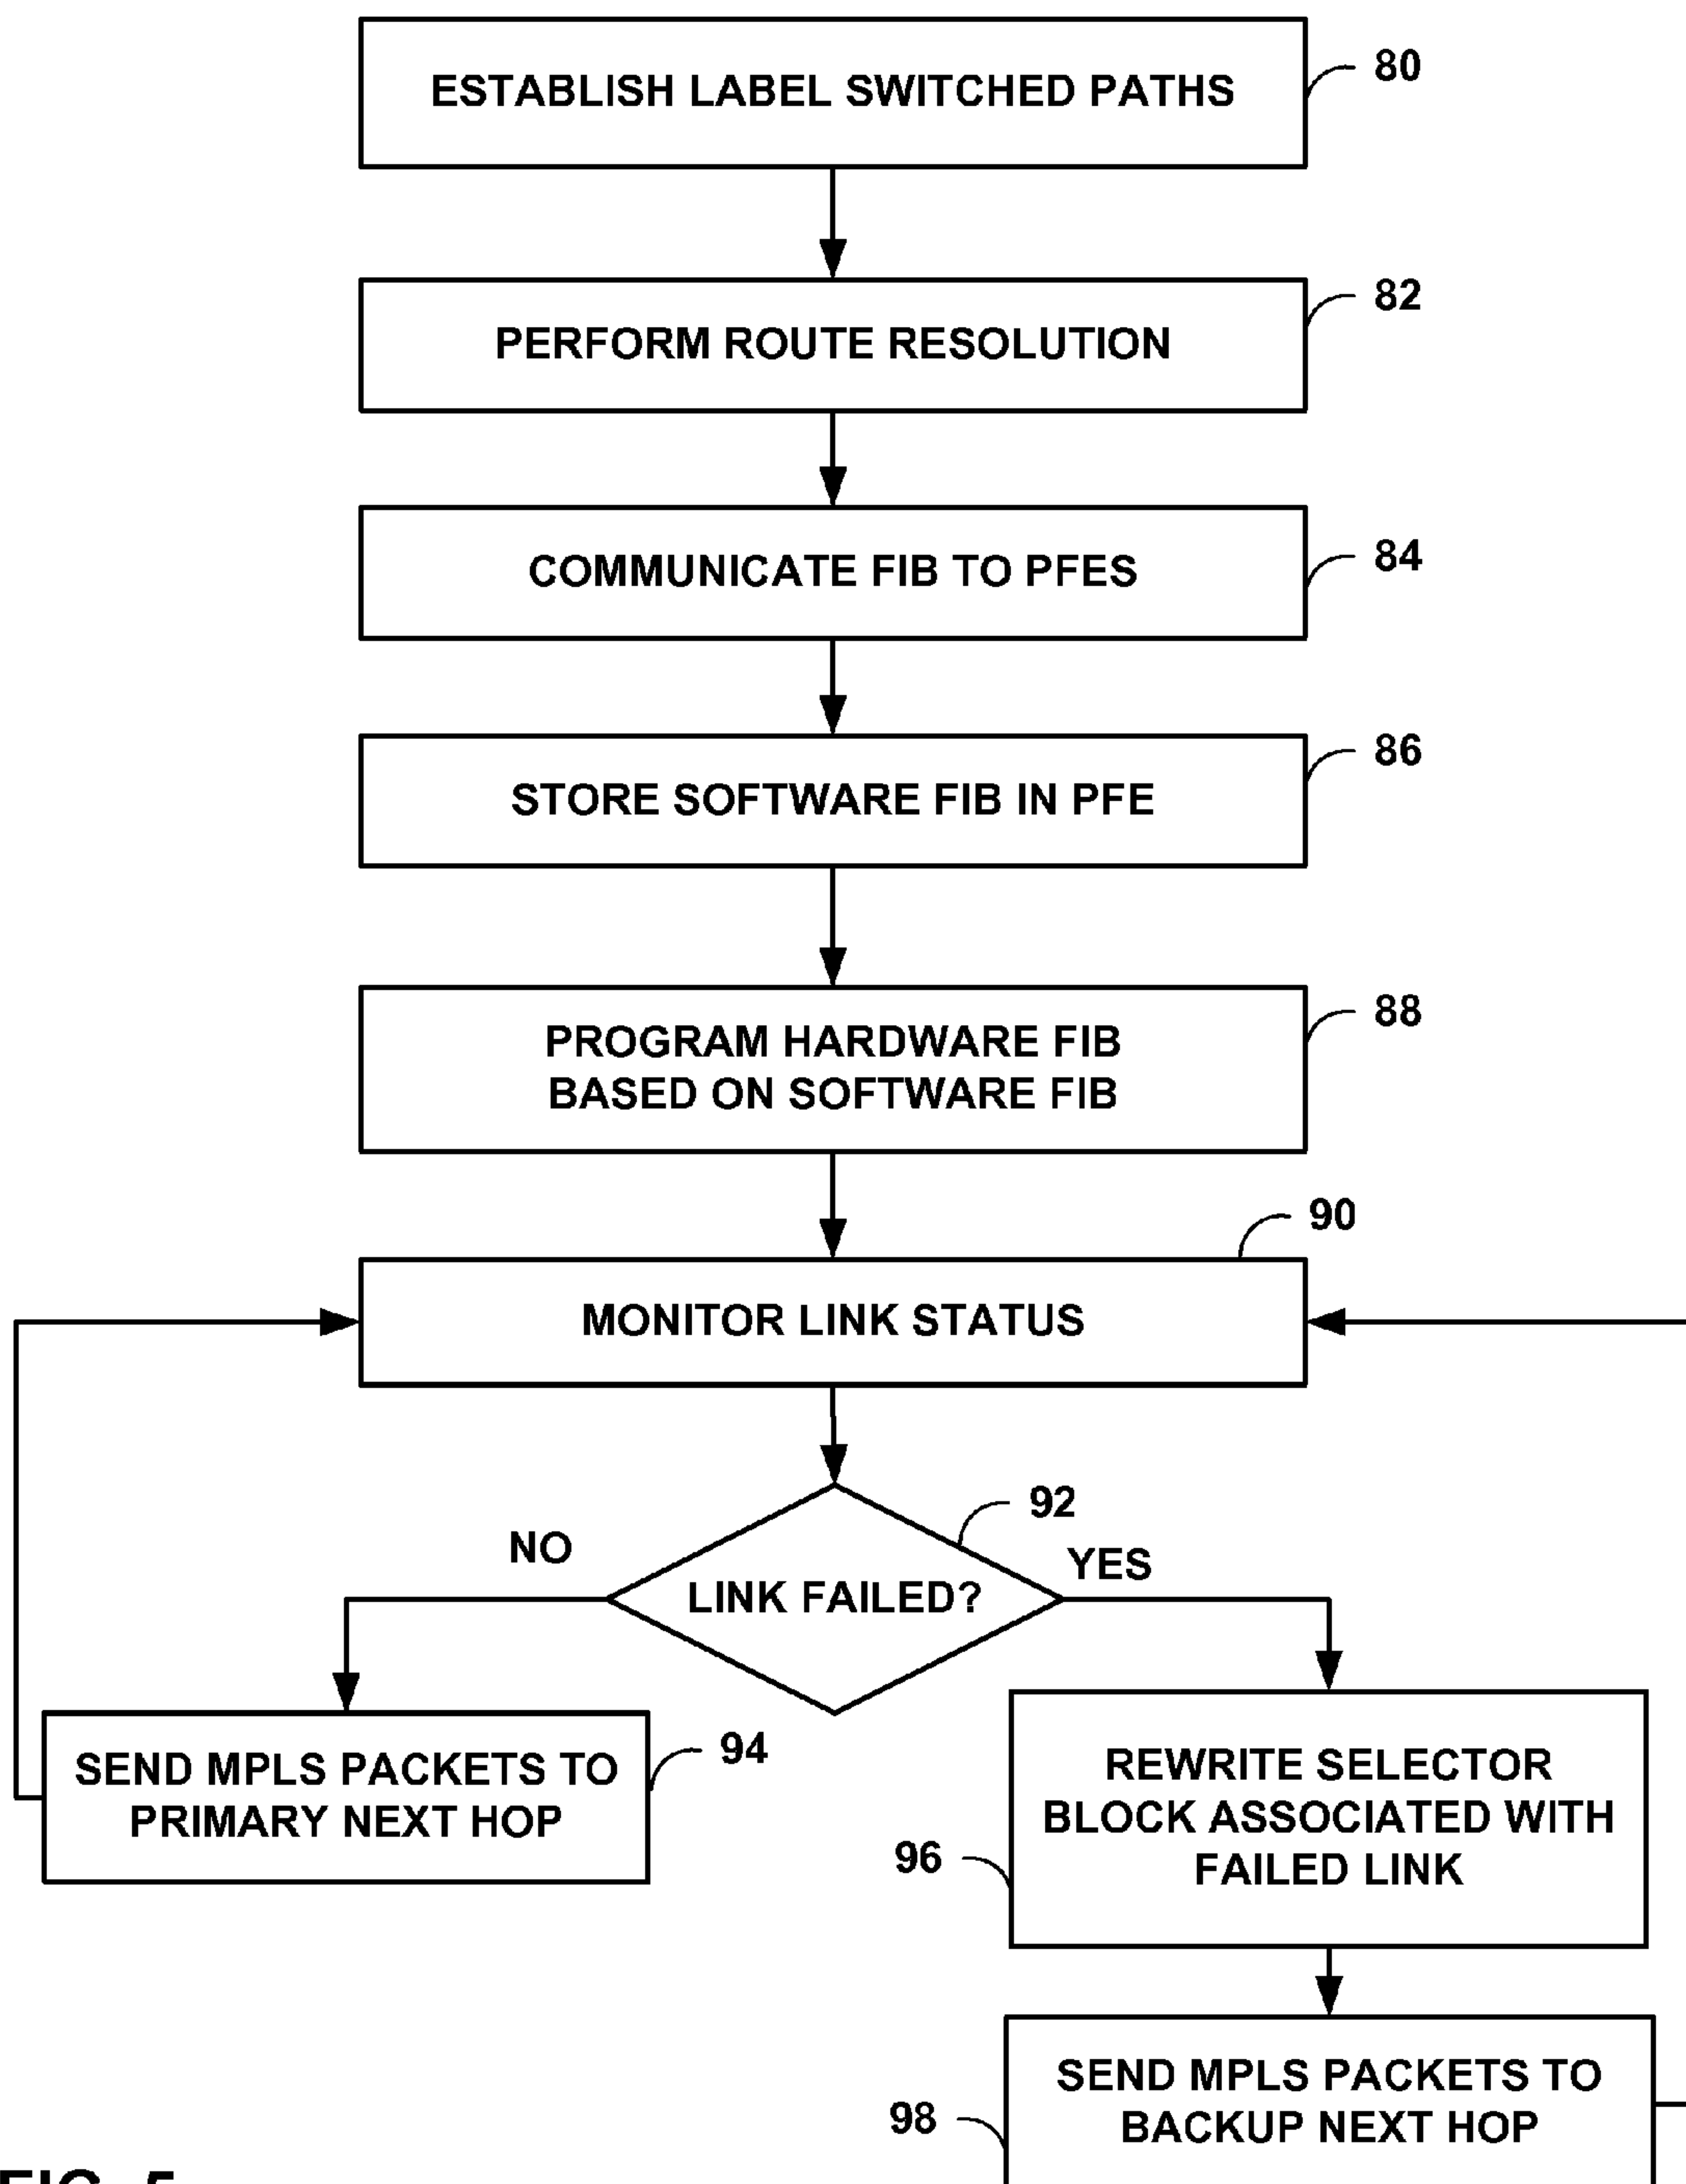 ESTABLISH LABEL SWITCHED PATHS
80
PERFORM ROUTE RESOLUTION
82
COMMUNICATE FIB TO PFES
84
STORE SOFTWARE FIB IN PFE
86
PROGRAM HARDWARE FIB
BASED ON SOFTWARE FIB
88
90
MONITOR LINK STATUS
92
NO
YES
LINK FAILED?
SEND MPLS PACKETS TO
PRIMARY NEXT HOP
94
REWRITE SELECTOR
BLOCK ASSOCIATED WITH
FAILED LINK
96
SEND MPLS PACKETS TO
BACKUP NEXT HOP
98
FIG. 5